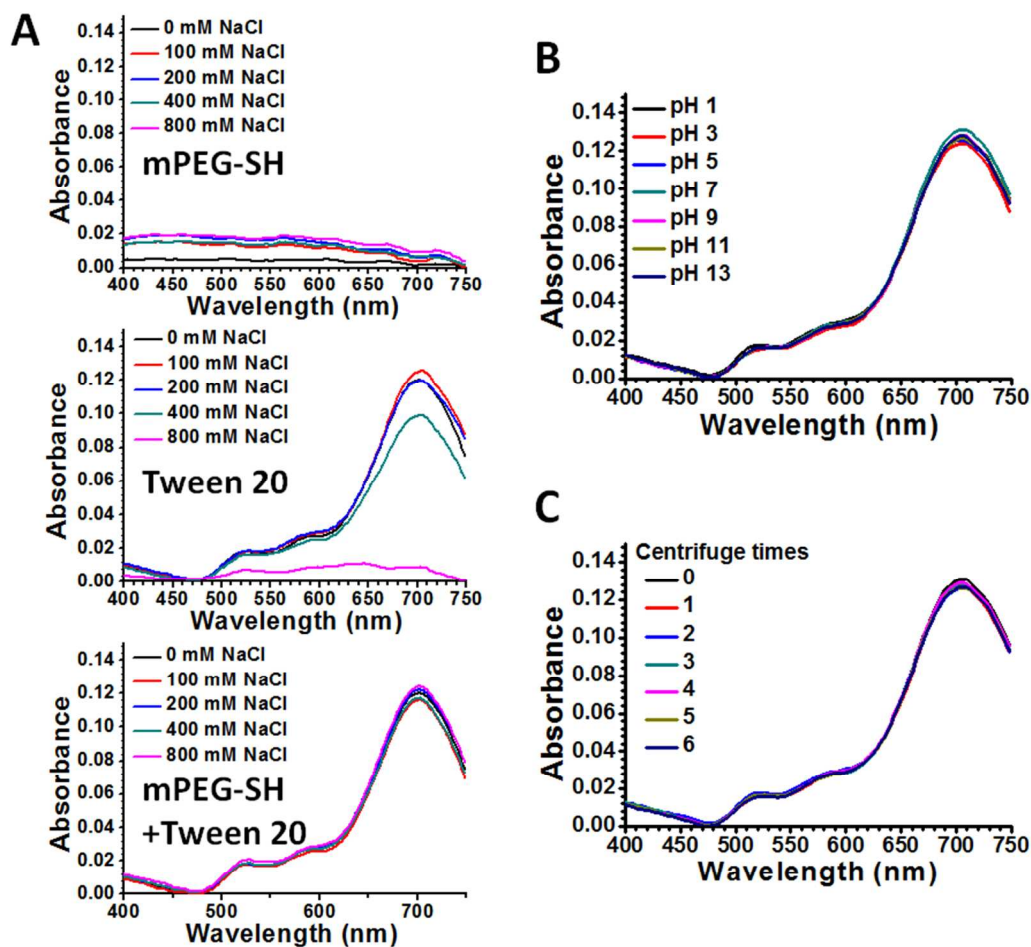 A
0 mM NaCl
100 mM NaCl
200 mM NaCl
400 mM NaCl
800 mM NaCl
mPEG-SH
Absorbance
0.14
0.12
0.10
0.08
0.06
0.04
0.02
0.00
400 450 500 550 600 650 700 750
Wavelength (nm)
0 mM NaCl
100 mM NaCl
200 mM NaCl
400 mM NaCl
800 mM NaCl
Tween 20
Absorbance
0.14
0.12
0.10
0.08
0.06
0.04
0.02
0.00
400 450 500 550 600 650 700 750
Wavelength (nm)
0 mM NaCl
100 mM NaCl
200 mM NaCl
400 mM NaCl
800 mM NaCl
mPEG-SH
+Tween 20
Absorbance
0.14
0.12
0.10
0.08
0.06
0.04
0.02
0.00
400 450 500 550 600 650 700 750
Wavelength (nm)
B
pH 1
pH 3
pH 5
pH 7
pH 9
pH 11
pH 13
Absorbance
0.14
0.12
0.10
0.08
0.06
0.04
0.02
0.00
400 450 500 550 600 650 700 750
Wavelength (nm)
C
Centrifuge times
0
1
2
3
4
5
6
Absorbance
0.14
0.12
0.10
0.08
0.06
0.04
0.02
0.00
400 450 500 550 600 650 700 750
Wavelength (nm)